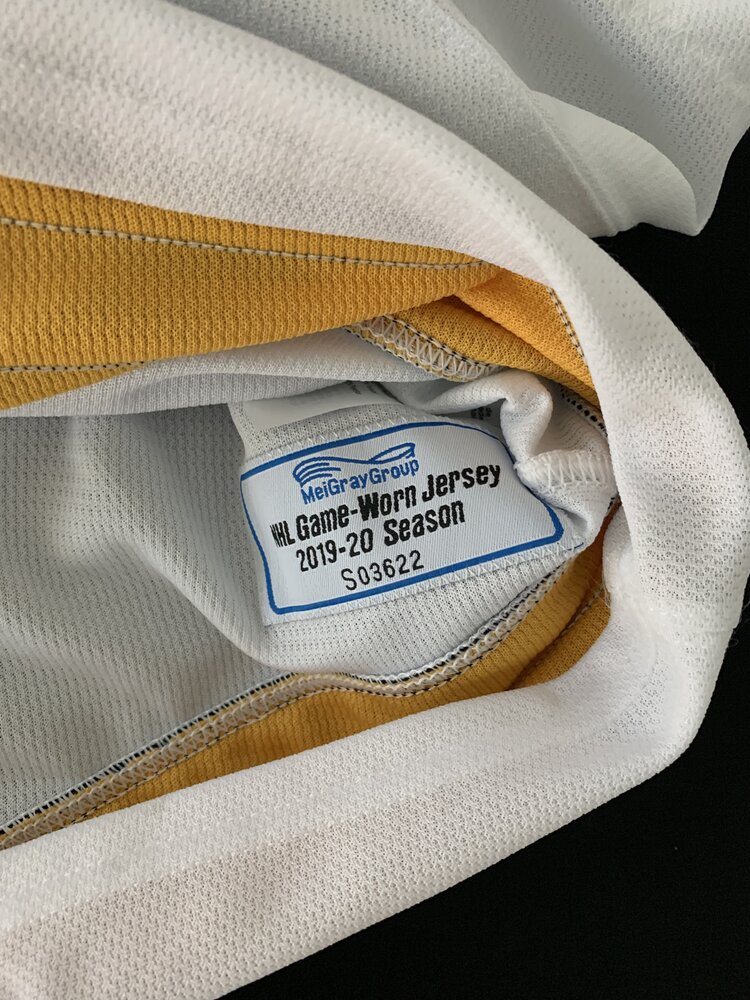 MeiGrayGroup
NHL Game-Worn Jersey
2019-20 Season
S03622